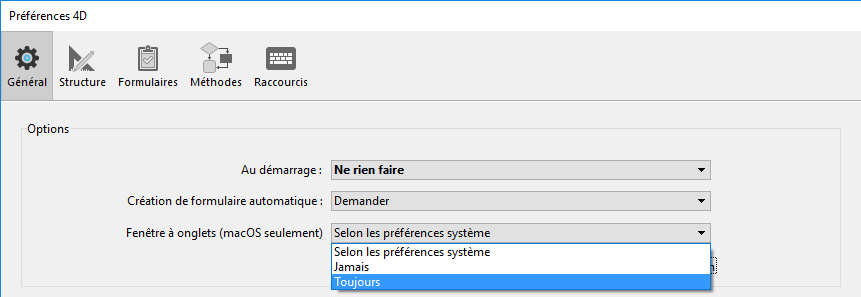 Préférences 4D
Général Structure Formulaires Méthodes Raccourcis
Options
Au démarrage : Ne rien faire
Création de formulaire automatique : Demander
Fenêtre à onglets (macOS seulement) Selon les préférences système
Selon les préférences système
Jamais
Toujours